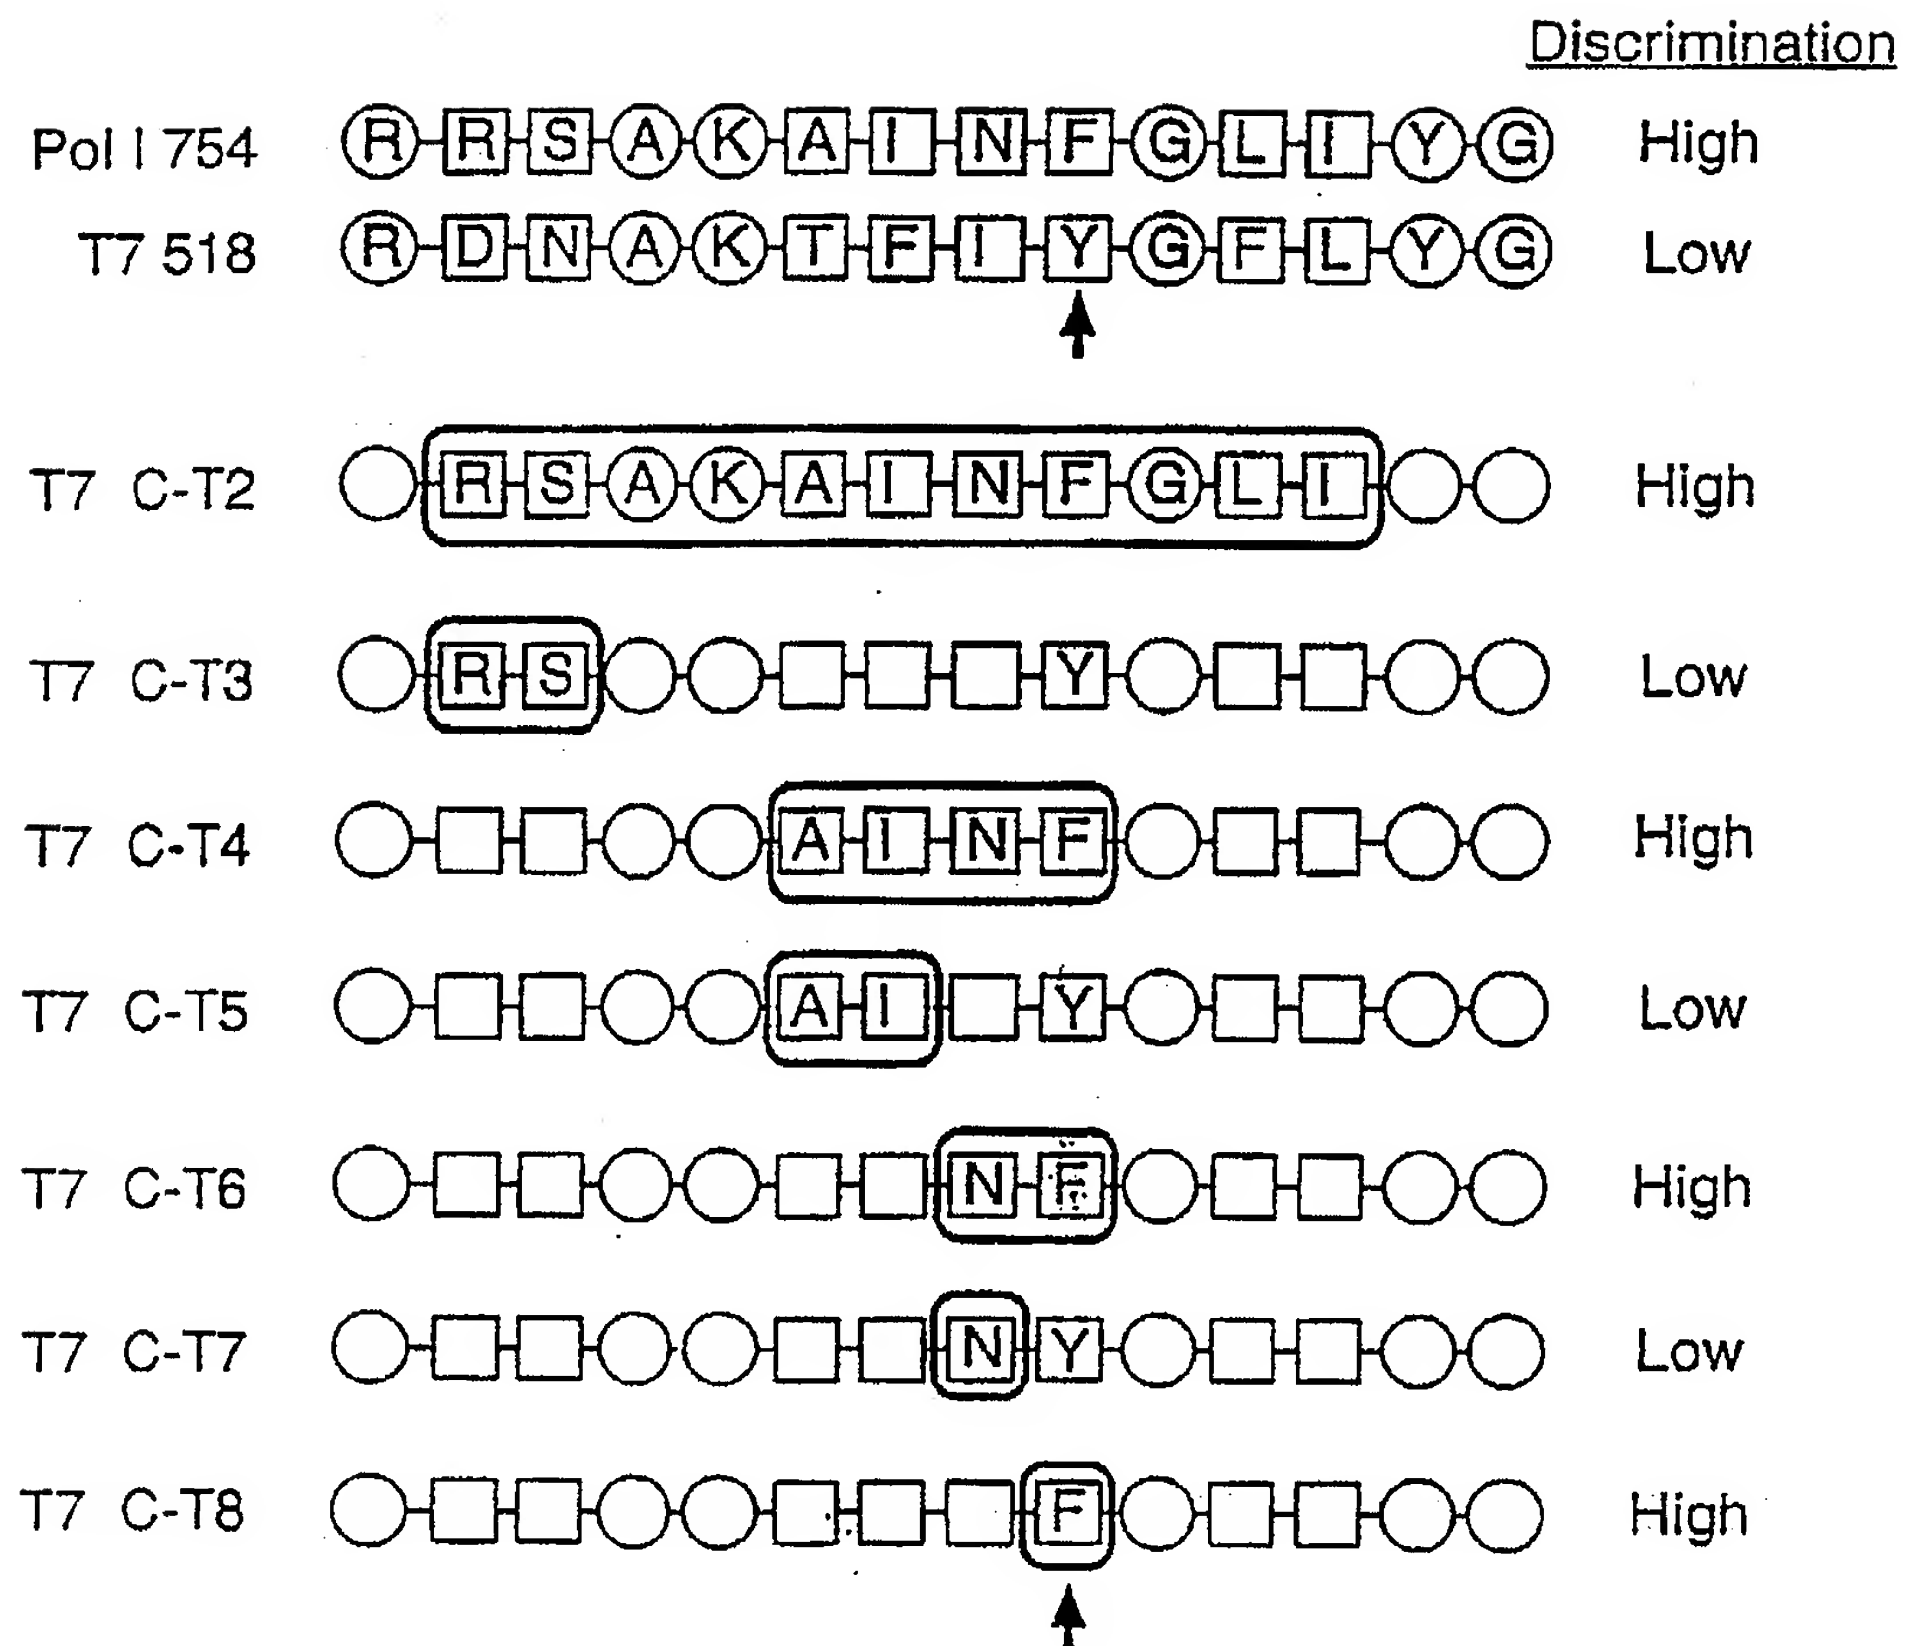 Discrimination
Pol I 754 R R S A K A I N F G L I Y G High
T7 518 R D N A K T F I Y G F L Y G Low
T7 C-T2 R S A K A I N F G L I High
T7 C-T3 R S Y Low
T7 C-T4 A I N F High
T7 C-T5 A I Y Low
T7 C-T6 N F High
T7 C-T7 N Y Low
T7 C-T8 F High